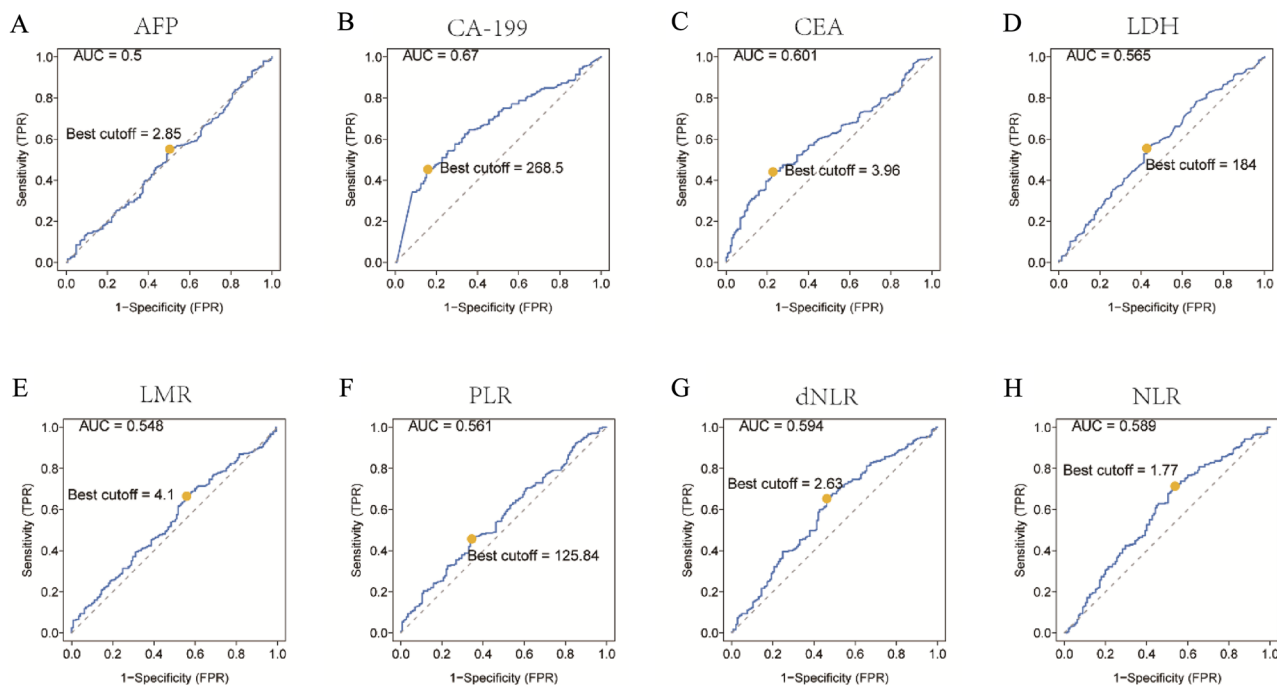 A
AFP
AUC = 0.5
Best cutoff = 2.85
Sensitivity (TPR)
1.0
0.8
0.6
0.4
0.2
0.0
0.0 0.2 0.4 0.6 0.8 1.0
1−Specificity (FPR)
B
CA-199
AUC = 0.67
Best cutoff = 268.5
Sensitivity (TPR)
1.0
0.8
0.6
0.4
0.2
0.0
0.0 0.2 0.4 0.6 0.8 1.0
1−Specificity (FPR)
C
CEA
AUC = 0.601
Best cutoff = 3.96
Sensitivity (TPR)
1.0
0.8
0.6
0.4
0.2
0.0
0.0 0.2 0.4 0.6 0.8 1.0
1−Specificity (FPR)
D
LDH
AUC = 0.565
Best cutoff = 184
Sensitivity (TPR)
1.0
0.8
0.6
0.4
0.2
0.0
0.0 0.2 0.4 0.6 0.8 1.0
1−Specificity (FPR)
E
LMR
AUC = 0.548
Best cutoff = 4.1
Sensitivity (TPR)
1.0
0.8
0.6
0.4
0.2
0.0
0.0 0.2 0.4 0.6 0.8 1.0
1−Specificity (FPR)
F
PLR
AUC = 0.561
Best cutoff = 125.84
Sensitivity (TPR)
1.0
0.8
0.6
0.4
0.2
0.0
0.0 0.2 0.4 0.6 0.8 1.0
1−Specificity (FPR)
G
dNLR
AUC = 0.594
Best cutoff = 2.63
Sensitivity (TPR)
1.0
0.8
0.6
0.4
0.2
0.0
0.0 0.2 0.4 0.6 0.8 1.0
1−Specificity (FPR)
H
NLR
AUC = 0.589
Best cutoff = 1.77
Sensitivity (TPR)
1.0
0.8
0.6
0.4
0.2
0.0
0.0 0.2 0.4 0.6 0.8 1.0
1−Specificity (FPR)